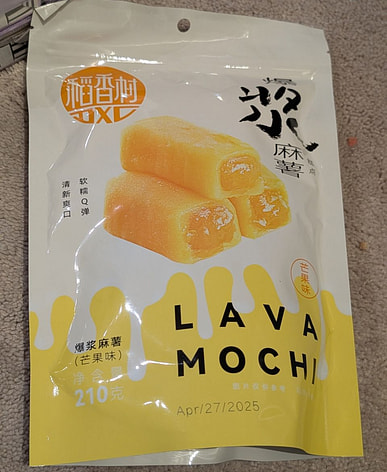 稻香村
DXC
爆
浆
麻
薯
清新爽口
软糯Q弹
芒果味
LAVA
MOCHI
爆浆麻薯
(芒果味)
净含量
210克
Apr/27/2025